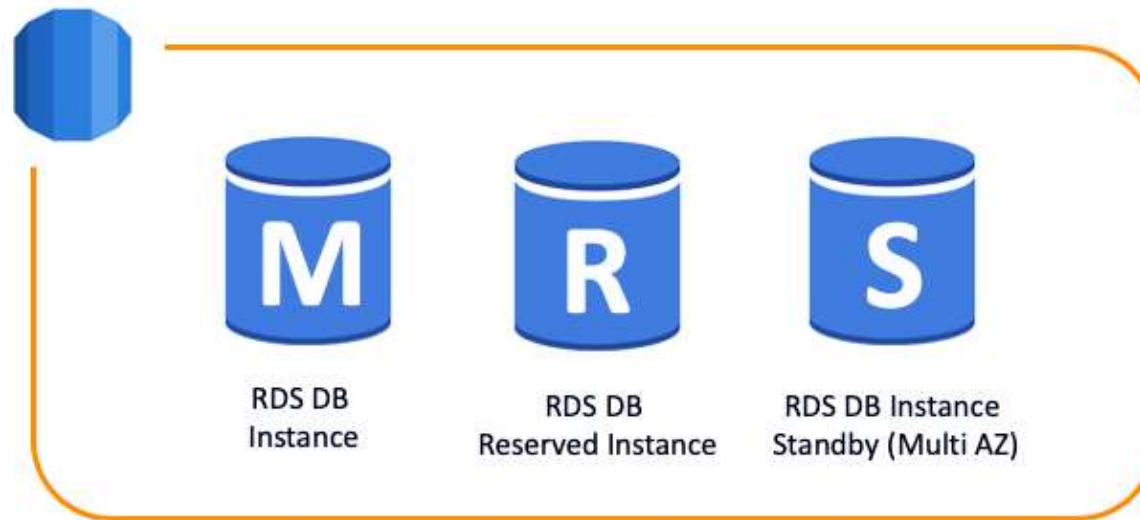 M
R
S
RDS DB
Instance
RDS DB
Reserved Instance
RDS DB Instance
Standby (Multi AZ)